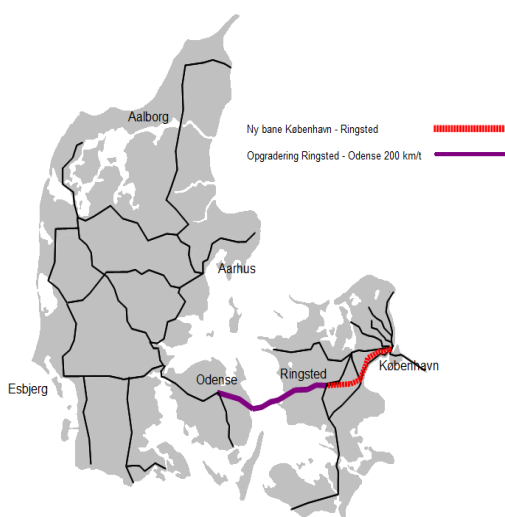 Aalborg
Ny bane København - Ringsted
Opgradering Ringsted - Odense 200 km/t
Aarhus
København
Ringsted
Odense
Esbjerg